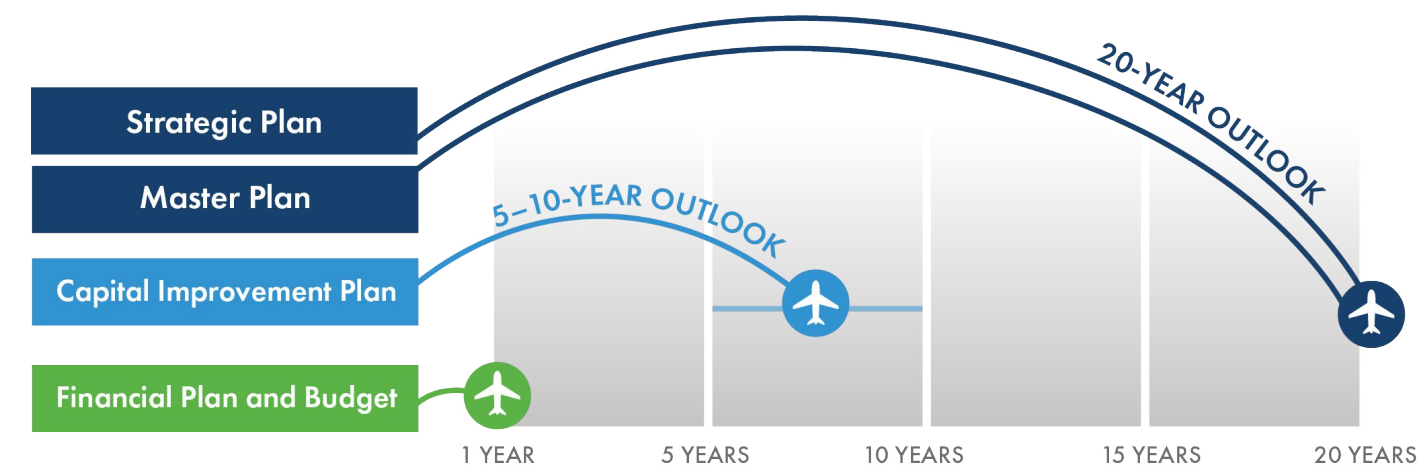 20-YEAR OUTLOOK
Strategic Plan
Master Plan
5–10-YEAR OUTLOOK
Capital Improvement Plan
Financial Plan and Budget
1 YEAR
5 YEARS
10 YEARS
15 YEARS
20 YEARS